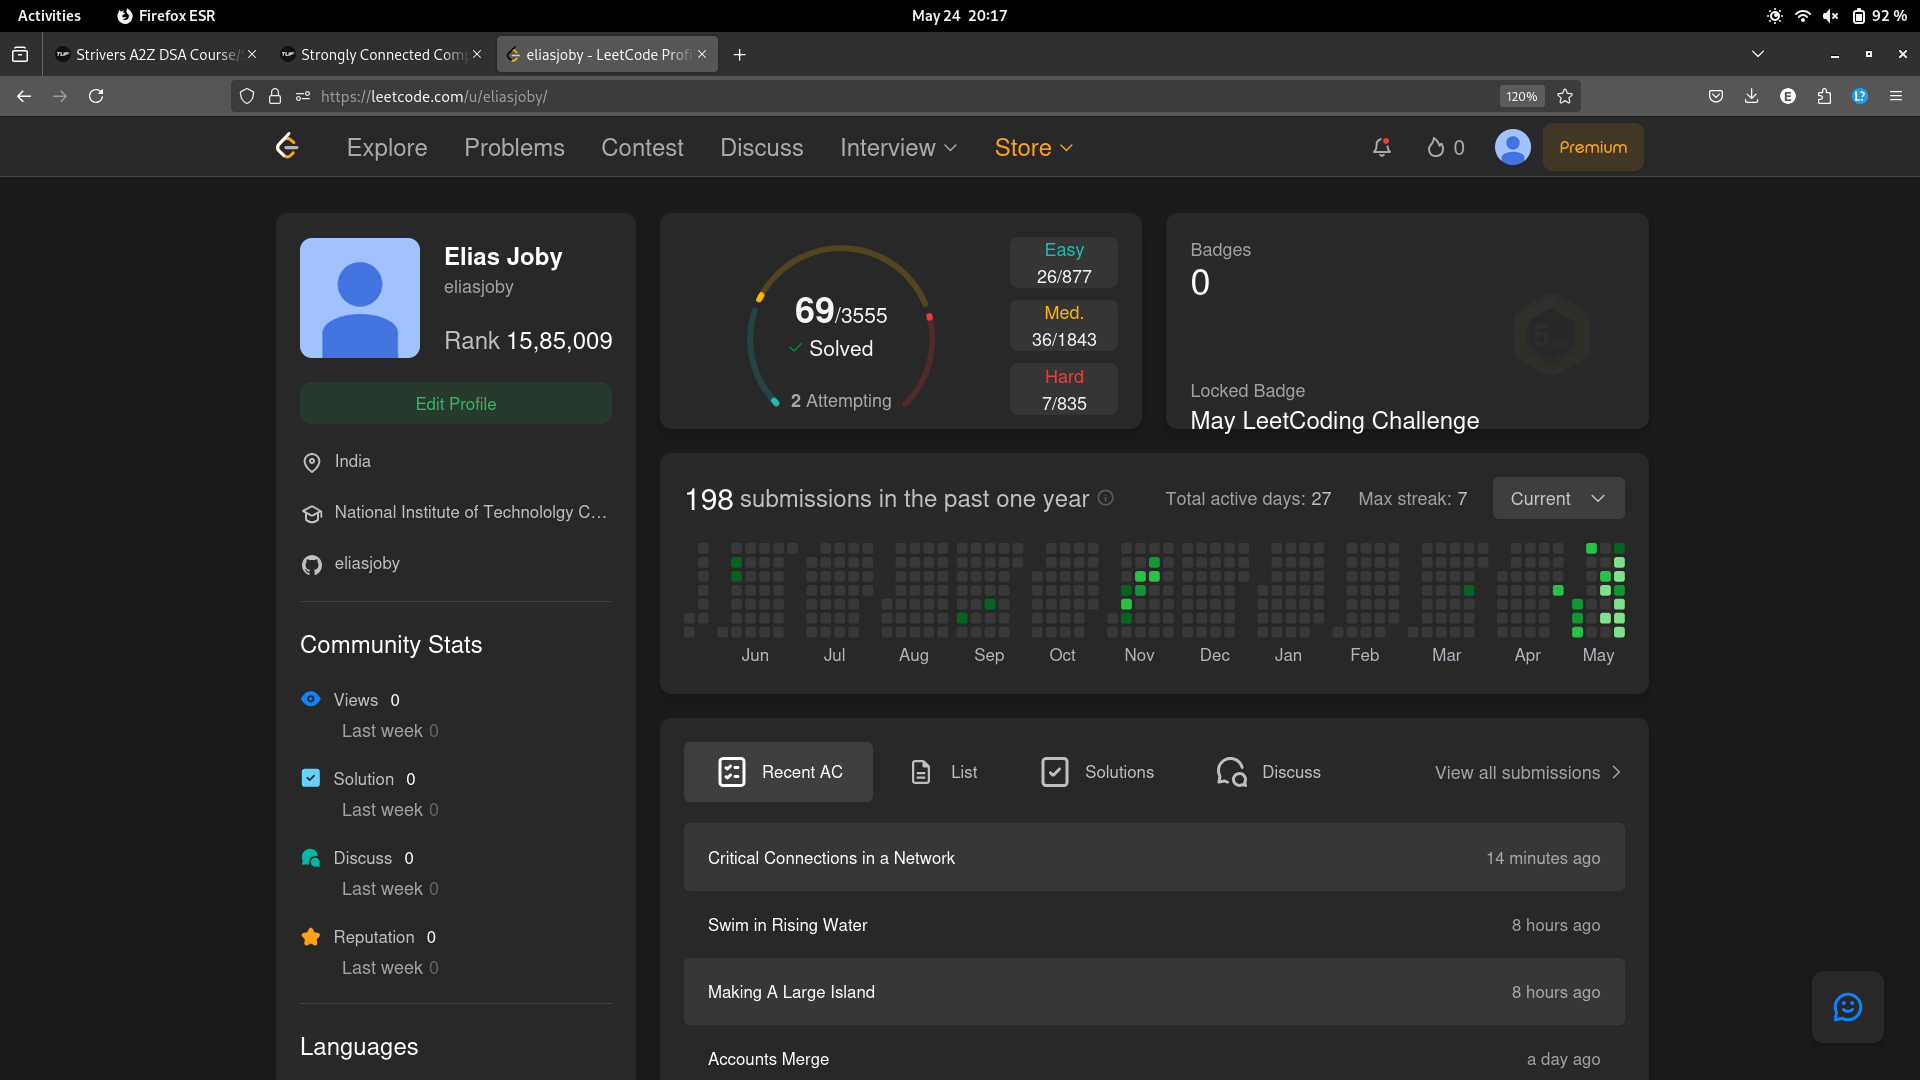 Activities
Firefox ESR
May 24 20:17
92 %
Strivers A2Z DSA Course/
Strongly Connected Com
eliasjoby - LeetCode Profi
https://leetcode.com/u/eliasjoby/
120%
E
L?
Explore
Problems
Contest
Discuss
Interview
Store
0
Premium
Elias Joby
eliasjoby
Rank 15,85,009
Edit Profile
India
National Institute of Technololgy C...
eliasjoby
Community Stats
Views 0
Last week 0
Solution 0
Last week 0
Discuss 0
Last week 0
Reputation 0
Last week 0
Languages
69/3555
Solved
2 Attempting
Easy
26/877
Med.
36/1843
Hard
7/835
Badges
0
Locked Badge
May LeetCoding Challenge
198 submissions in the past one year
Total active days: 27
Max streak: 7
Current
Jun
Jul
Aug
Sep
Oct
Nov
Dec
Jan
Feb
Mar
Apr
May
Recent AC
List
Solutions
Discuss
View all submissions
Critical Connections in a Network
14 minutes ago
Swim in Rising Water
8 hours ago
Making A Large Island
8 hours ago
Accounts Merge
a day ago